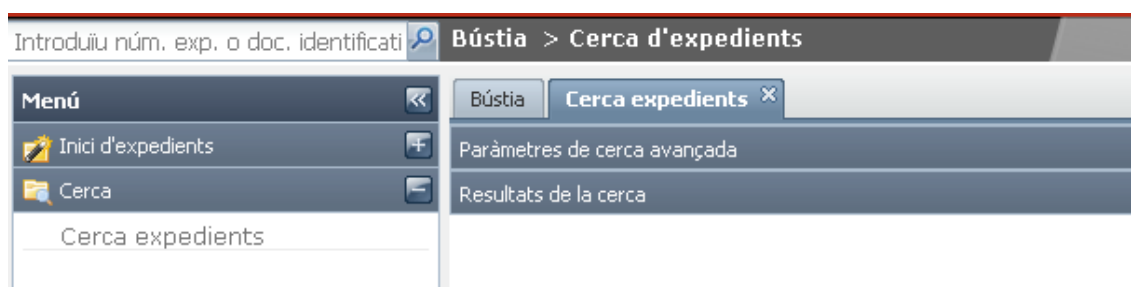 Introduïu núm. exp. o doc. identificati
Bústia > Cerca d'expedients
Menú
Inici d'expedients
Cerca
Cerca expedients
Bústia
Cerca expedients
Paràmetres de cerca avançada
Resultats de la cerca